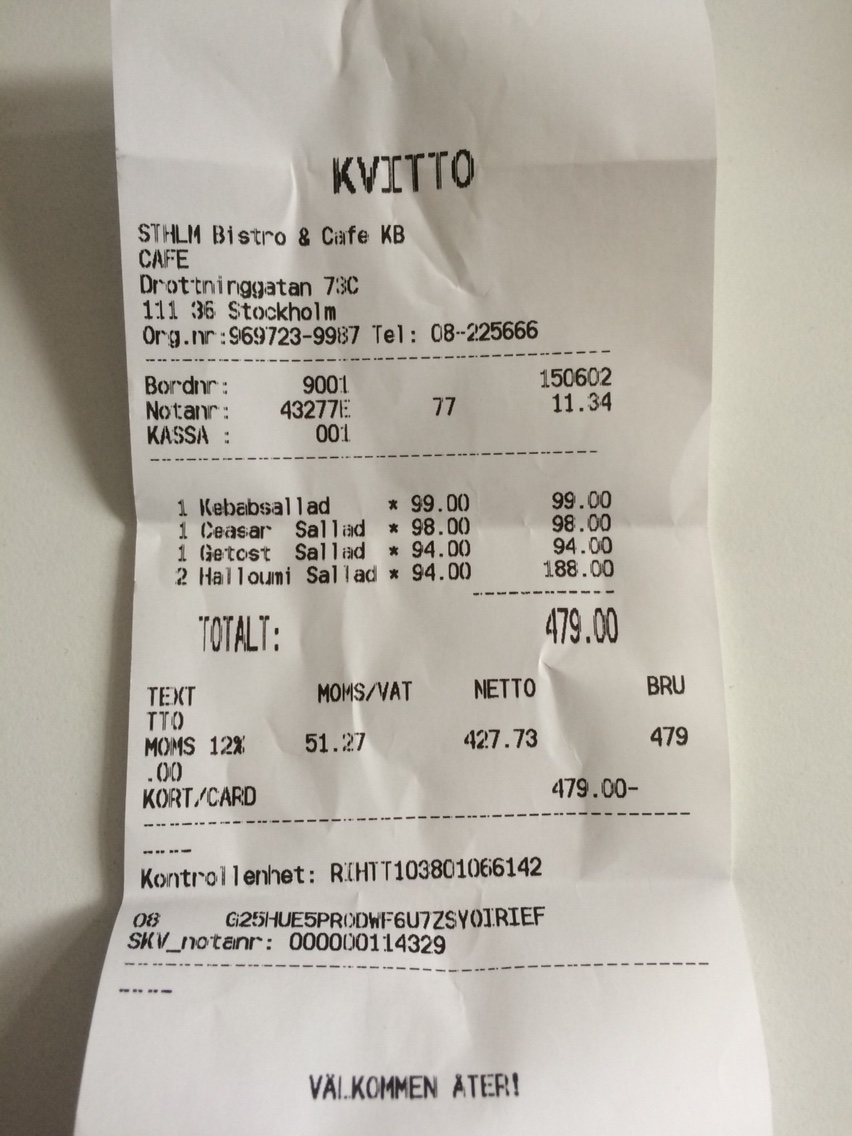 KVITTO
STHLM Bistro & Cafe KB
CAFE
Drottninggatan 73C
111 36 Stockholm
Org.nr:969723-9987 Tel: 08-225666
Bordnr: 9001 150602
Notanr: 43277E 77 11.34
KASSA : 001
1 Kebabsallad * 99.00 99.00
1 Ceasar Sallad * 98.00 98.00
1 Getost Sallad * 94.00 94.00
2 Halloumi Sallad * 94.00 188.00
TOTALT: 479.00
TEXT MOMS/VAT NETTO BRU
TTO
MOMS 12% 51.27 427.73 479
.00
KORT/CARD 479.00-
Kontrollenhet: RIHTT103801066142
08 G25HUE5PRODWF6U7ZSYOIRIEF
SKV_notanr: 000000114329
VÄLKOMMEN ÅTER!